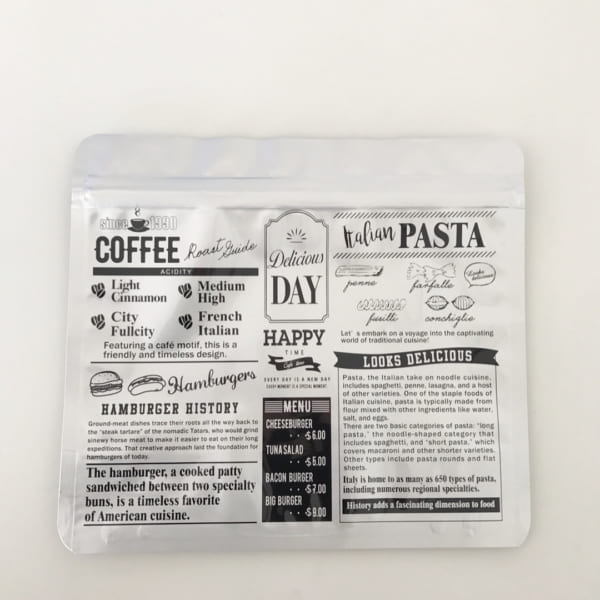 since 1990
COFFEE Roast Guide
ACIDITY
Light
Cinnamon
Medium
High
City
Fullcity
French
Italian
Featuring a café motif, this is a
friendly and timeless design.
Hamburgers
HAMBURGER HISTORY
Ground-meat dishes trace their roots all the way back to
the "steak tartare" of the nomadic Tatars, who would grind
sinewy horse meat to make it easier to eat on their long
expeditions. That creative approach laid the foundation for
hamburgers of today.
The hamburger, a cooked patty
sandwiched between two specialty
buns, is a timeless favorite
of American cuisine.
Delicious
DAY
HAPPY
TIME
Cafe time
EVERY DAY IS A NEW DAY
EVERY MOMENT IS A SPECIAL MOMENT
MENU
CHEESEBURGER
・・・$6.00
TUNA SALAD
・・・$5.00
BACON BURGER
・・・$7.00
BIG BURGER
・・・$9.00
Italian PASTA
penne
farfalle
Looks
delicious
fusilli
conchiglie
Let's embark on a voyage into the captivating
world of traditional cuisine!
LOOKS DELICIOUS
Pasta, the Italian take on noodle cuisine,
includes spaghetti, penne, lasagna, and a host
of other varieties. One of the staple foods of
Italian cuisine, pasta is typically made from
flour mixed with other ingredients like water,
salt, and eggs.
There are two basic categories of pasta: "long
pasta," the noodle-shaped category that
includes spaghetti, and "short pasta," which
covers macaroni and other shorter varieties.
Other types include pasta rounds and flat
sheets.
Italy is home to as many as 650 types of pasta,
including numerous regional specialties.
History adds a fascinating dimension to food